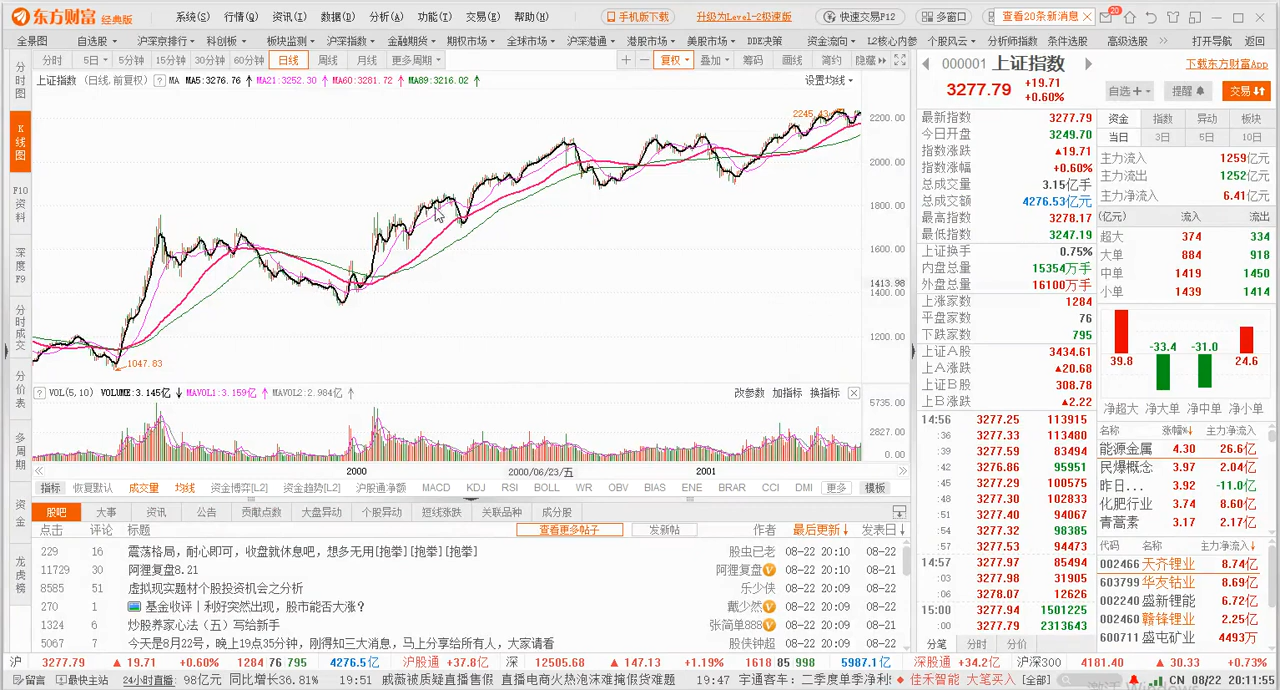 东方财富 经典版 系统(S) 行情(Q) 资讯(I) 数据(D) 分析(A) 功能(T) 交易(B) 帮助(H) 手机版下载 升级为Level-2极速版 快速交易F12 多窗口 查看20条新消息 20
全景图 自选股 沪深京排行 科创板 板块监测 沪深指数 金融期货 期权市场 全球市场 沪深港通 港股市场 美股市场 DDE决策 资金流向 L2核心内参 个股风云 分析师指数 条件选股 高级选股 打开导航 返回
分时 5日 1分钟 5分钟 15分钟 30分钟 60分钟 日线 周线 月线 更多周期 + － 复权 叠加 筹码 画线 简约 隐藏
上证指数 (日线.前复权) ? MA MA5:3276.76 MA21:3252.30 MA60:3281.72 MA89:3216.02 设置均线
分时图
K线图
F10资料
深度F9
分时成交
分价表
多周期
资金
龙虎榜
2245.43
2200.00
2000.00
1800.00
1600.00
1413.98
1400.00
1200.00
1047.83
? VOL(5,10) VOLUME:3.145亿 MAVOL1:3.159亿 MAVOL2:2.984亿 改参数 加指标 换指标
5735.00
2827.00
0.00
2000 2000/06/23/五 2001
指标 恢复默认 成交量 均线 资金博弈[L2] 资金趋势[L2] 沪股通净额 MACD KDJ RSI BOLL WR OBV BIAS ENE BRAR CCI DMI 更多 模板
股吧 大事 资讯 公告 贡献点数 大盘异动 个股异动 短线涨跌 关联品种 成分股
点击 评论 标题 查看更多帖子 发新帖 作者 最后更新↓ 发表日↓
229 16 震荡格局，耐心即可，收盘就休息吧，想多无用[抱拳][抱拳][抱拳] 股虫已老 08-22 20:10 08-22
11729 30 阿狸复盘8.21 阿狸复盘 08-22 20:10 08-21
8585 51 虚拟现实题材个股投资机会之分析 乐少侠 08-22 20:09 08-21
270 1 基金收评丨利好突然出现，股市能否大涨？ 戴少然 08-22 20:09 08-22
1324 6 炒股养家心法（五）写给新手 张简单888 08-22 20:09 08-21
5067 7 今天是8月22号，晚上19点35分钟，刚得知三大消息，马上分享给所有人，大家请看 股侠钟超 08-22 20:09 08-22
000001 上证指数 下载东方财富App
3277.79 +19.71 +0.60% 自选+ 提醒 交易
最新指数 3277.79
今日开盘 3249.70
指数涨跌 ▲19.71
指数涨幅 +0.60%
总成交量 3.15亿手
总成交额 4276.53亿元
最高指数 3278.17
最低指数 3247.19
上证换手 0.75%
内盘总量 15354万手
外盘总量 16100万手
上涨家数 1284
平盘家数 76
下跌家数 795
上证A股 3434.61
上A涨跌 ▲20.68
上证B股 308.78
上B涨跌 ▲2.22
14:56 3277.25 113915
:36 3277.33 113480
:39 3277.59 83494
:42 3276.86 95951
:45 3277.29 100575
:48 3277.30 102833
:51 3277.40 94067
:54 3277.32 98385
:57 3277.53 94473
14:57 3277.97 85494
:03 3277.98 31905
:06 3278.07 12626
15:00 3277.94 1501225
:00 3277.79 2313643
分笔 分时 分价
资金 指数 异动 板块
当日 3日 5日 10日
主力流入 1259亿元
主力流出 1252亿元
主力净流入 6.41亿元
(亿元) 流入 流出
超大 374 334
大单 884 918
中单 1419 1450
小单 1439 1414
39.8 -33.4 -31.0 24.6
净超大 净大单 净中单 净小单
名称 涨幅%↓ 主力净流入
能源金属 4.30 26.6亿
民爆概念 3.97 2.04亿
昨日... 3.92 -11.0亿
化肥行业 3.74 8.60亿
青蒿素 3.17 2.17亿
代码 名称 主力净流入↓
002466 天齐锂业 8.74亿
603799 华友钴业 8.69亿
002240 盛新锂能 6.72亿
002460 赣锋锂业 2.25亿
600711 盛屯矿业 4493万
沪 3277.79 ▲19.71 +0.60% 1284 76 795 4276.5亿 沪股通 +37.8亿 深 12505.68 ▲147.13 +1.19% 1618 85 998 5987.1亿 深股通 +34.2亿 沪深300 4181.40 ▲30.33 +0.73%
留言 最快主站 24小时直播: 98亿元 同比增长36.81% 19:51 戚薇被质疑直播售假 直播电商火热泡沫难掩假货难题 19:47 宇通客车：二季度单季净利 佳禾智能 大笔买入 [全部] CN 08/22 20:11:55
激活 Windows